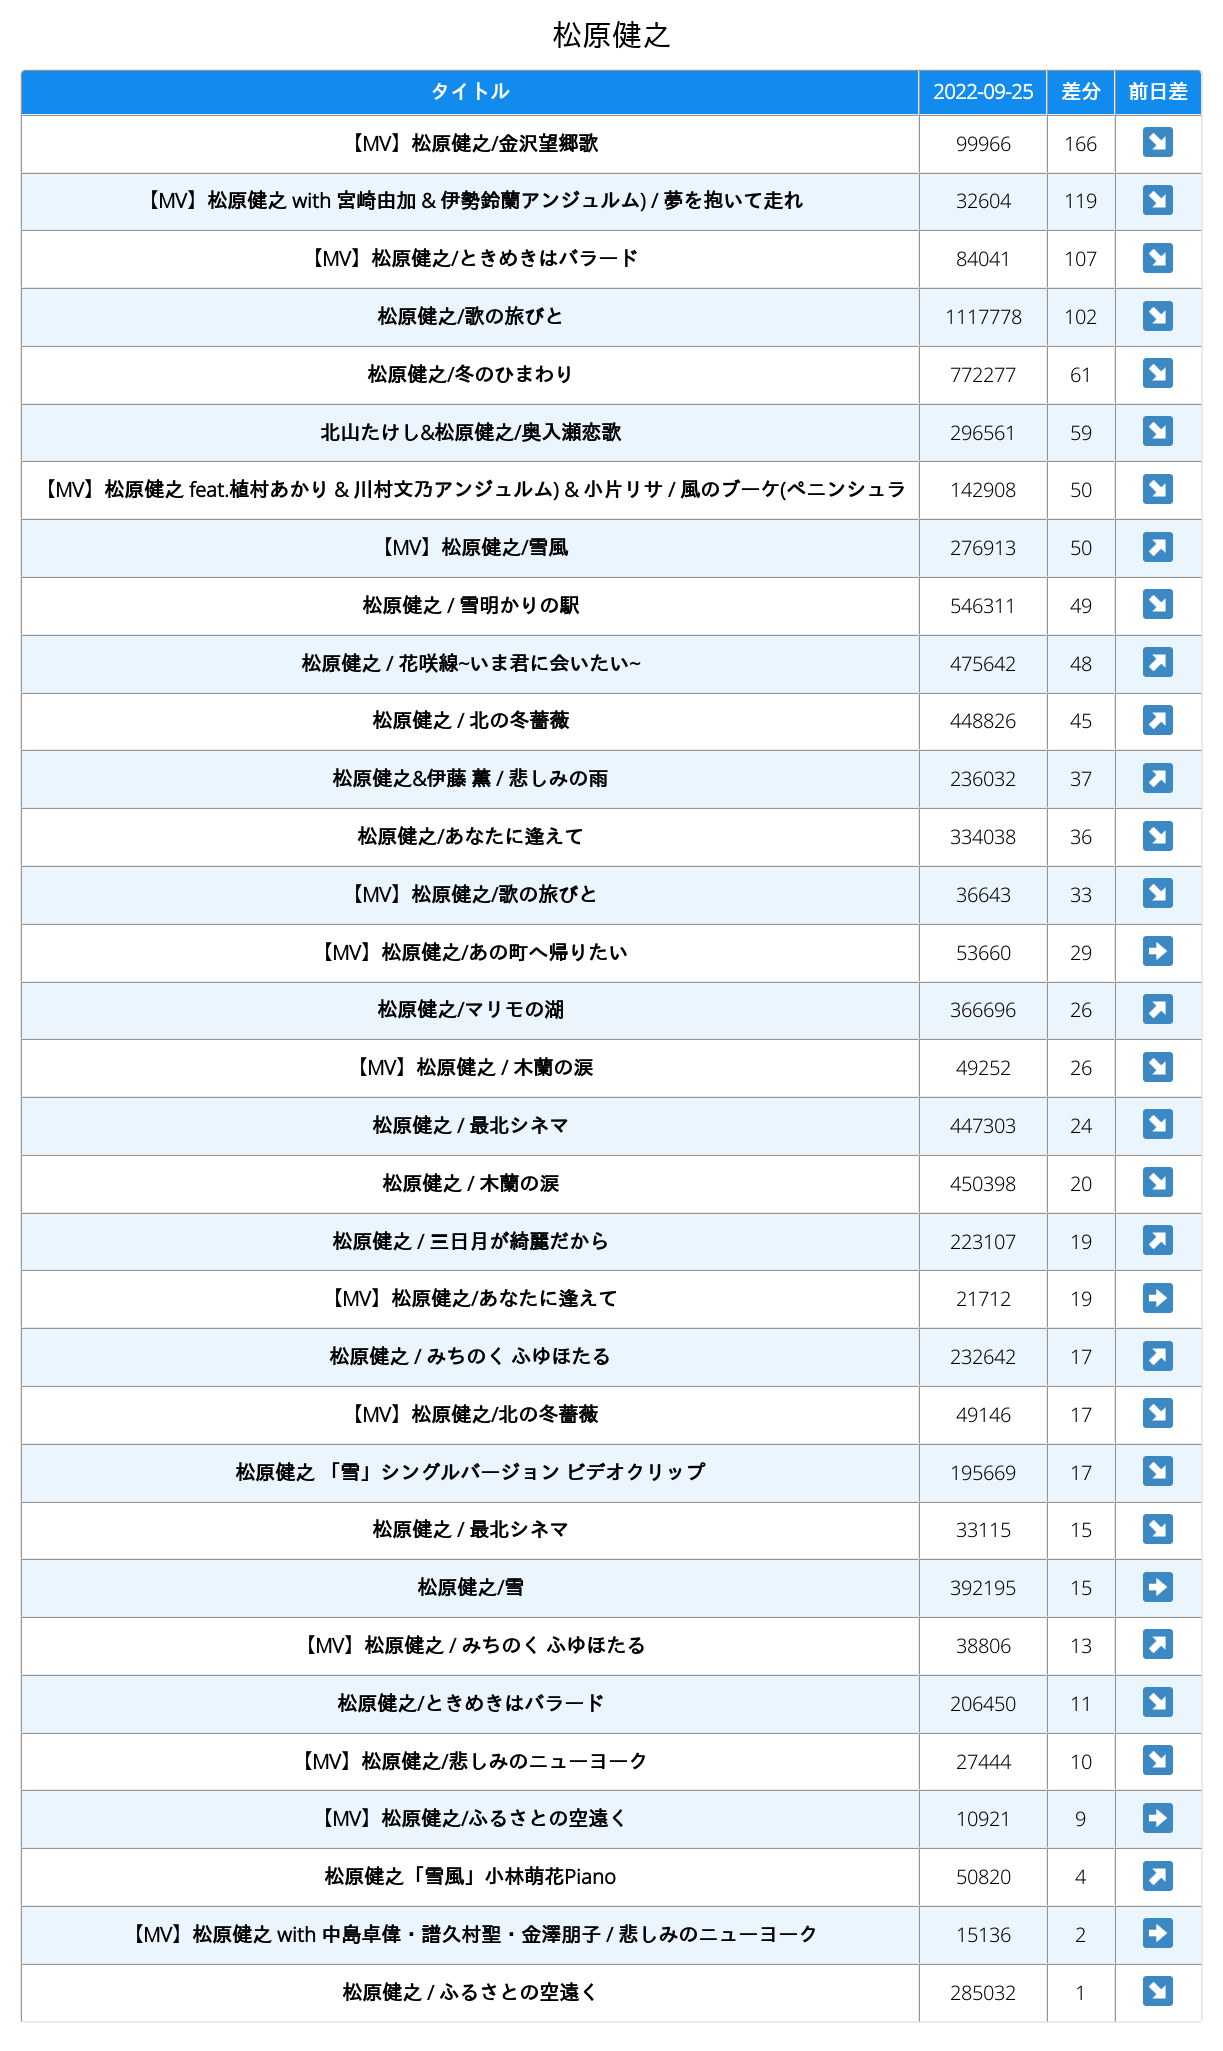 松原健之
タイトル 2022-09-25 差分 前日差
【MV】松原健之/金沢望郷歌 99966 166 ↘
【MV】松原健之 with 宮崎由加 & 伊勢鈴蘭アンジュルム) / 夢を抱いて走れ 32604 119 ↘
【MV】松原健之/ときめきはバラード 84041 107 ↘
松原健之/歌の旅びと 1117778 102 ↘
松原健之/冬のひまわり 772277 61 ↘
北山たけし&松原健之/奥入瀬恋歌 296561 59 ↘
【MV】松原健之 feat.植村あかり & 川村文乃アンジュルム) & 小片リサ / 風のブーケ(ペニンシュラ 142908 50 ↘
【MV】松原健之/雪風 276913 50 ↗
松原健之 / 雪明かりの駅 546311 49 ↘
松原健之 / 花咲線~いま君に会いたい~ 475642 48 ↗
松原健之 / 北の冬薔薇 448826 45 ↗
松原健之&伊藤 薫 / 悲しみの雨 236032 37 ↗
松原健之/あなたに逢えて 334038 36 ↘
【MV】松原健之/歌の旅びと 36643 33 ↘
【MV】松原健之/あの町へ帰りたい 53660 29 ➡
松原健之/マリモの湖 366696 26 ↗
【MV】松原健之 / 木蘭の涙 49252 26 ↘
松原健之 / 最北シネマ 447303 24 ↘
松原健之 / 木蘭の涙 450398 20 ↘
松原健之 / 三日月が綺麗だから 223107 19 ↗
【MV】松原健之/あなたに逢えて 21712 19 ➡
松原健之 / みちのく ふゆほたる 232642 17 ↗
【MV】松原健之/北の冬薔薇 49146 17 ↘
松原健之 「雪」シングルバージョン ビデオクリップ 195669 17 ↘
松原健之 / 最北シネマ 33115 15 ↘
松原健之/雪 392195 15 ➡
【MV】松原健之 / みちのく ふゆほたる 38806 13 ↗
松原健之/ときめきはバラード 206450 11 ↘
【MV】松原健之/悲しみのニューヨーク 27444 10 ↘
【MV】松原健之/ふるさとの空遠く 10921 9 ➡
松原健之「雪風」小林萌花Piano 50820 4 ↗
【MV】松原健之 with 中島卓偉・譜久村聖・金澤朋子 / 悲しみのニューヨーク 15136 2 ➡
松原健之 / ふるさとの空遠く 285032 1 ↘